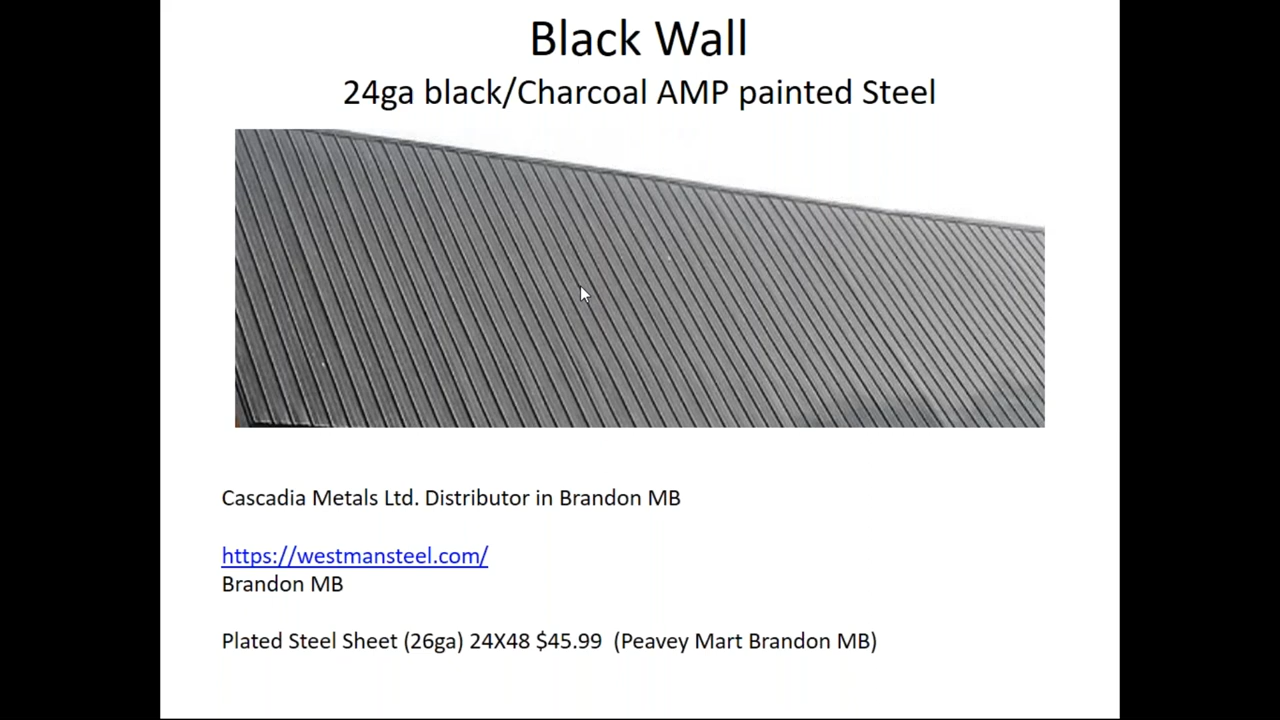 Black Wall
24ga black/Charcoal AMP painted Steel
Cascadia Metals Ltd. Distributor in Brandon MB
https://westmansteel.com/
Brandon MB
Plated Steel Sheet (26ga) 24X48 $45.99  (Peavey Mart Brandon MB)